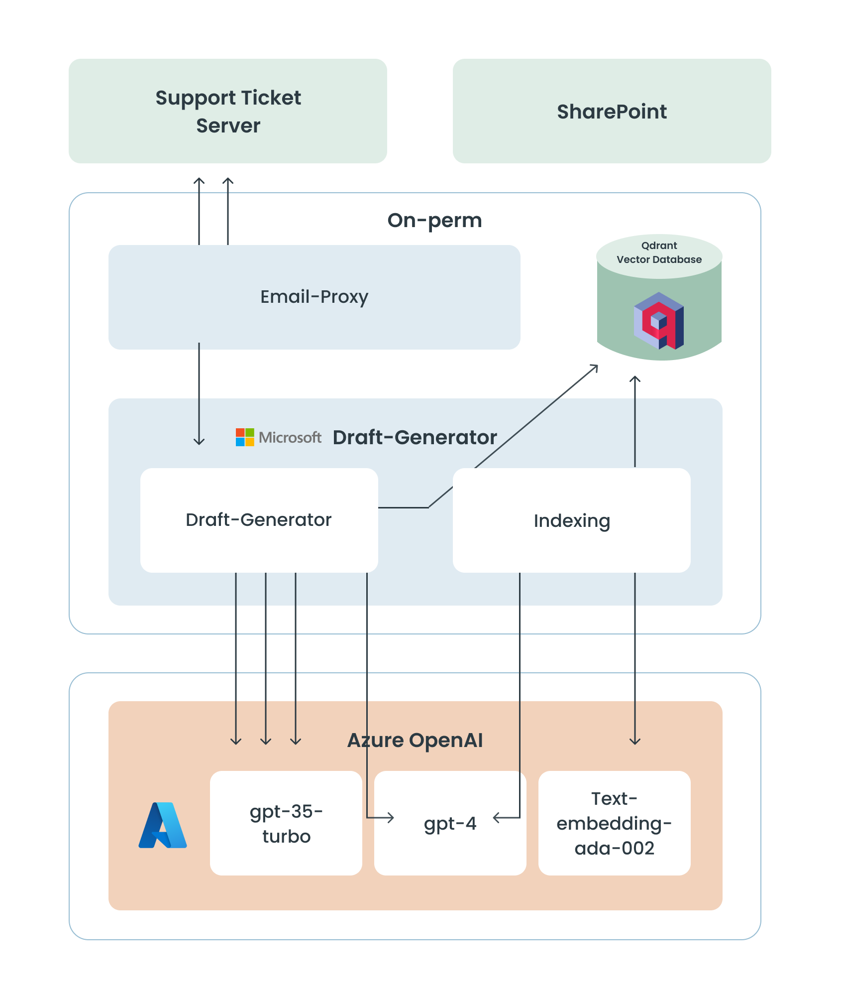 Support Ticket
Server
SharePoint
On-perm
Qdrant
Vector Database
Email-Proxy
Microsoft Draft-Generator
Draft-Generator
Indexing
Azure OpenAI
gpt-35-
turbo
gpt-4
Text-
embedding-
ada-002